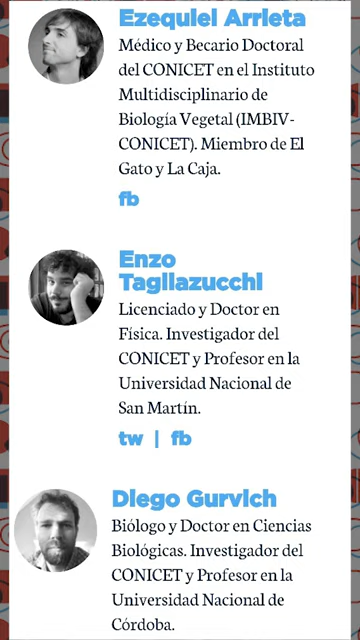 Ezequiel Arrieta
Médico y Becario Doctoral
del CONICET en el Instituto
Multidisciplinario de
Biología Vegetal (IMBIV-
CONICET). Miembro de El
Gato y La Caja.
fb
Enzo
Tagliazucchi
Licenciado y Doctor en
Física. Investigador del
CONICET y Profesor en la
Universidad Nacional de
San Martín.
tw | fb
Diego Gurvich
Biólogo y Doctor en Ciencias
Biológicas. Investigador del
CONICET y Profesor en la
Universidad Nacional de
Córdoba.